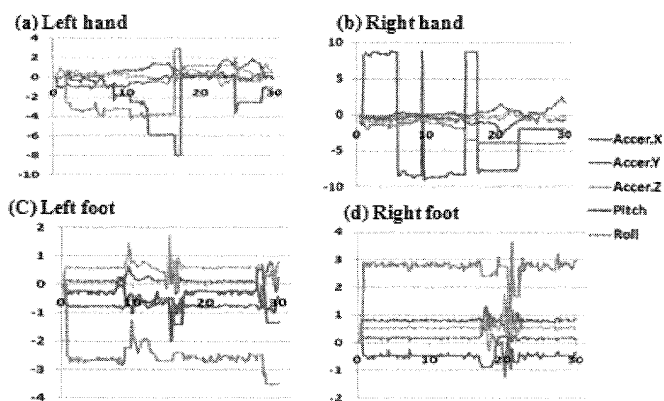 (a) Left hand
4
2
0
0 10 20 30
-2
-4
-6
-8
-10
(b) Right hand
10
5
0
0 10 20 30
-5
-10
Accer.X
Accer.Y
Accer.Z
Pitch
Roll
(C) Left foot
2
1
0
0 10 20 30
-1
-2
-3
-4
(d) Right foot
4
3
2
1
0
0 10 20 30
-1
-2